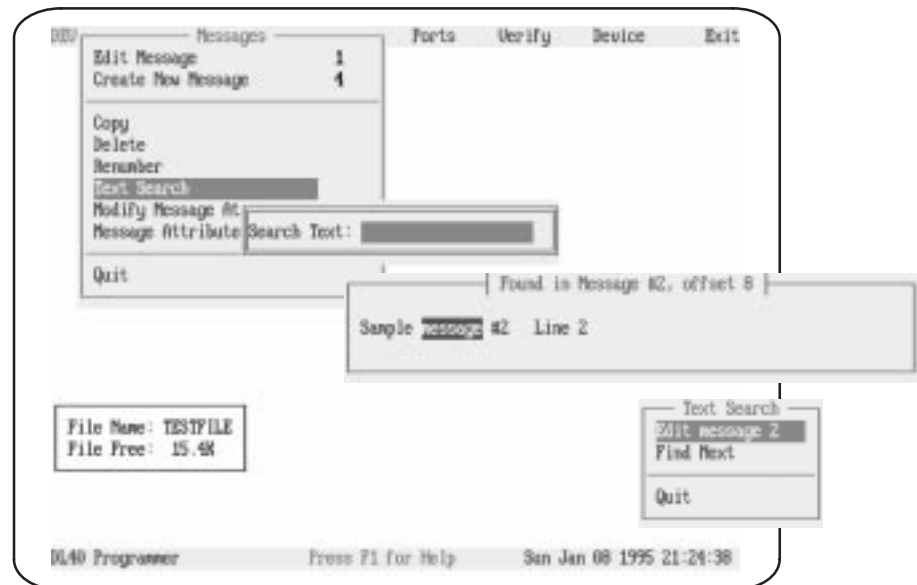 Messages Ports Verify Device Exit
Edit Message 1
Create New Message 4
Copy
Delete
Renumber
Text Search
Modify Message At
Message Attribute
Search Text:
Quit
Found in Message #2, offset 8
Sample message #2 Line 2
File Name: TESTFILE
File Free: 15.4K
Text Search
Edit message 2
Find Next
Quit
Programmer Press F1 for Help Sun Jan 08 1995 21:24:38